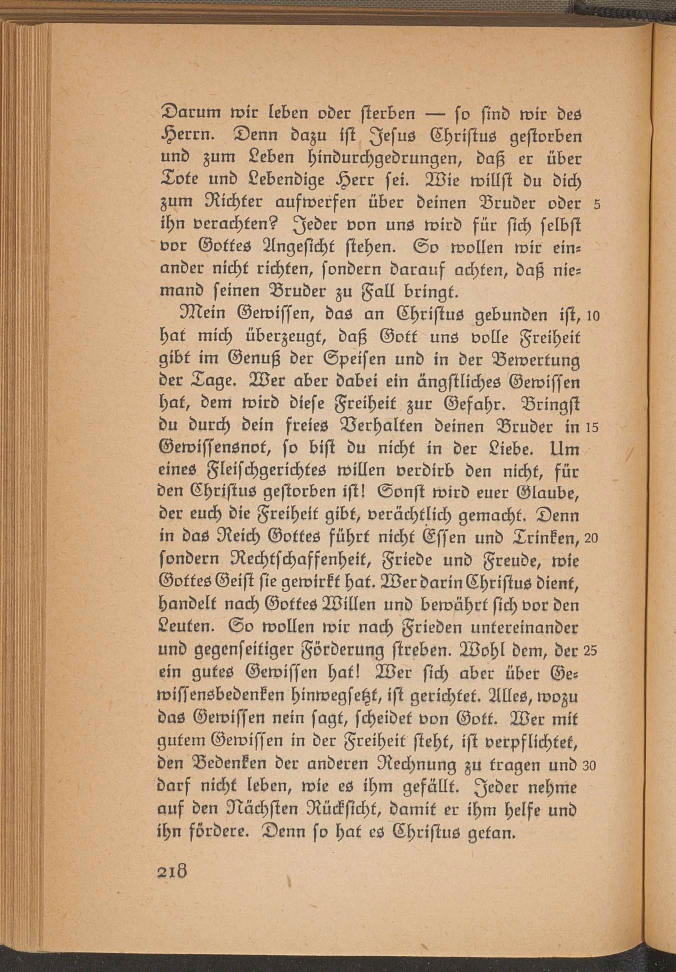 Darum wir leben oder sterben — so sind wir des
Herrn. Denn dazu ist Jesus Christus gestorben
und zum Leben hindurchgedrungen, daß er über
Tote und Lebendige Herr sei. Wie willst du dich
zum Richter aufwerfen über deinen Bruder oder 5
ihn verachten? Jeder von uns wird für sich selbst
vor Gottes Angesicht stehen. So wollen wir ein-
ander nicht richten, sondern darauf achten, daß nie-
mand seinen Bruder zu Fall bringt.
Mein Gewissen, das an Christus gebunden ist, 10
hat mich überzeugt, daß Gott uns volle Freiheit
gibt im Genuß der Speisen und in der Bewertung
der Tage. Wer aber dabei ein ängstliches Gewissen
hat, dem wird diese Freiheit zur Gefahr. Bringst
du durch dein freies Verhalten deinen Bruder in 15
Gewissensnot, so bist du nicht in der Liebe. Um
eines Fleischgerichtes willen verdirb den nicht, für
den Christus gestorben ist! Sonst wird euer Glaube,
der euch die Freiheit gibt, verächtlich gemacht. Denn
in das Reich Gottes führt nicht Essen und Trinken, 20
sondern Rechtschaffenheit, Friede und Freude, wie
Gottes Geist sie gewirkt hat. Wer darin Christus dient,
handelt nach Gottes Willen und bewährt sich vor den
Leuten. So wollen wir nach Frieden untereinander
und gegenseitiger Förderung streben. Wohl dem, der 25
ein gutes Gewissen hat! Wer sich aber über Ge-
wissensbedenken hinwegsetzt, ist gerichtet. Alles, wozu
das Gewissen nein sagt, scheidet von Gott. Wer mit
gutem Gewissen in der Freiheit steht, ist verpflichtet,
den Bedenken der anderen Rechnung zu tragen und 30
darf nicht leben, wie es ihm gefällt. Jeder nehme
auf den Nächsten Rücksicht, damit er ihm helfe und
ihn fördere. Denn so hat es Christus getan.
218